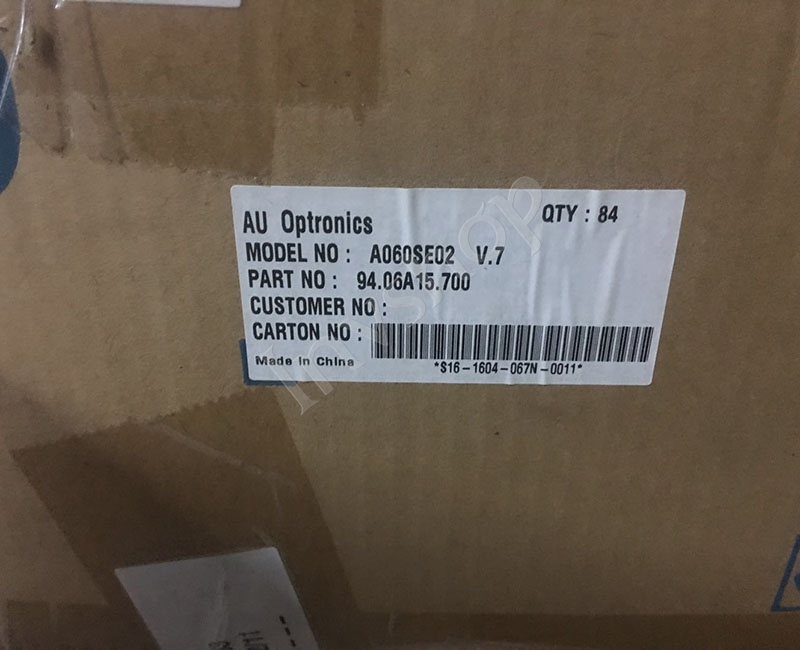 AU Optronics QTY : 84
MODEL NO : A060SE02 V.7
PART NO : 94.06A15.700
CUSTOMER NO :
CARTON NO :
Made in China *S16-1604-067N-0011*